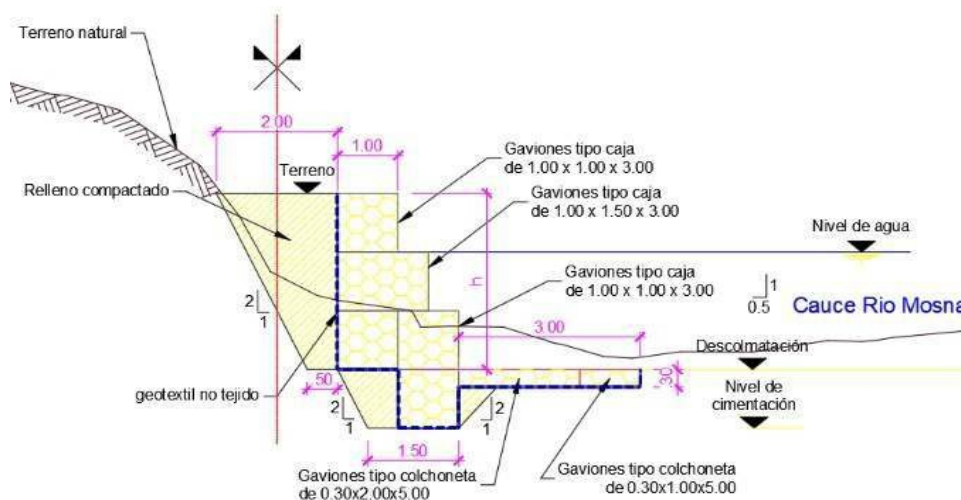 Terreno natural
2.00
1.00
Terreno
Gaviones tipo caja
de 1.00 x 1.00 x 3.00
Relleno compactado
Gaviones tipo caja
de 1.00 x 1.50 x 3.00
Nivel de agua
h
Gaviones tipo caja
de 1.00 x 1.00 x 3.00
2
1
1
0.5
Cauce Rio Mosna
3.00
Descolmatación
.30
geotextil no tejido
.50
2
1
2
1
Nivel de
cimentación
1.50
Gaviones tipo colchoneta
de 0.30x2.00x5.00
Gaviones tipo colchoneta
de 0.30x1.00x5.00